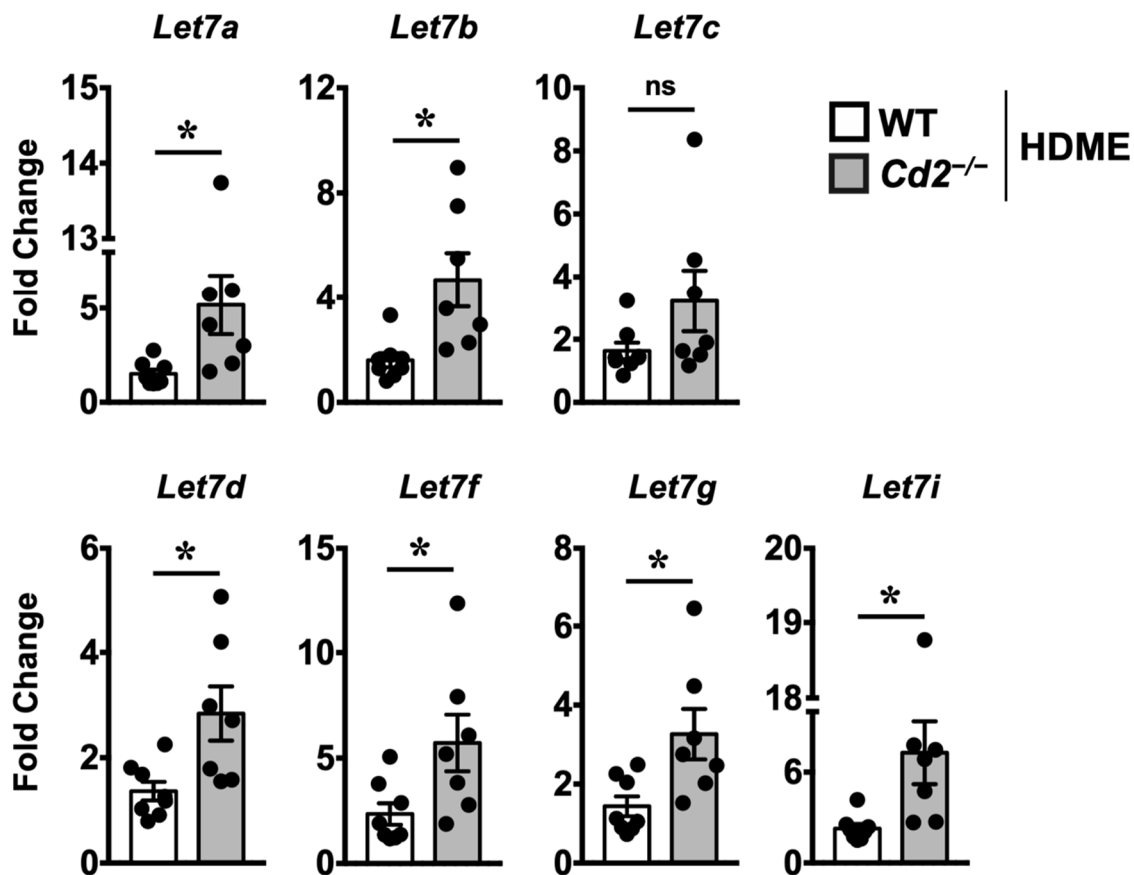 Let7a Let7b Let7c
15 14 13 5 0
12 8 4 0
10 8 6 4 2 0
Fold Change
* * ns
WT
Cd2−/−
HDME
Let7d Let7f Let7g Let7i
6 4 2 0
15 10 5 0
8 6 4 2 0
20 19 18 6 0
Fold Change
* * * *